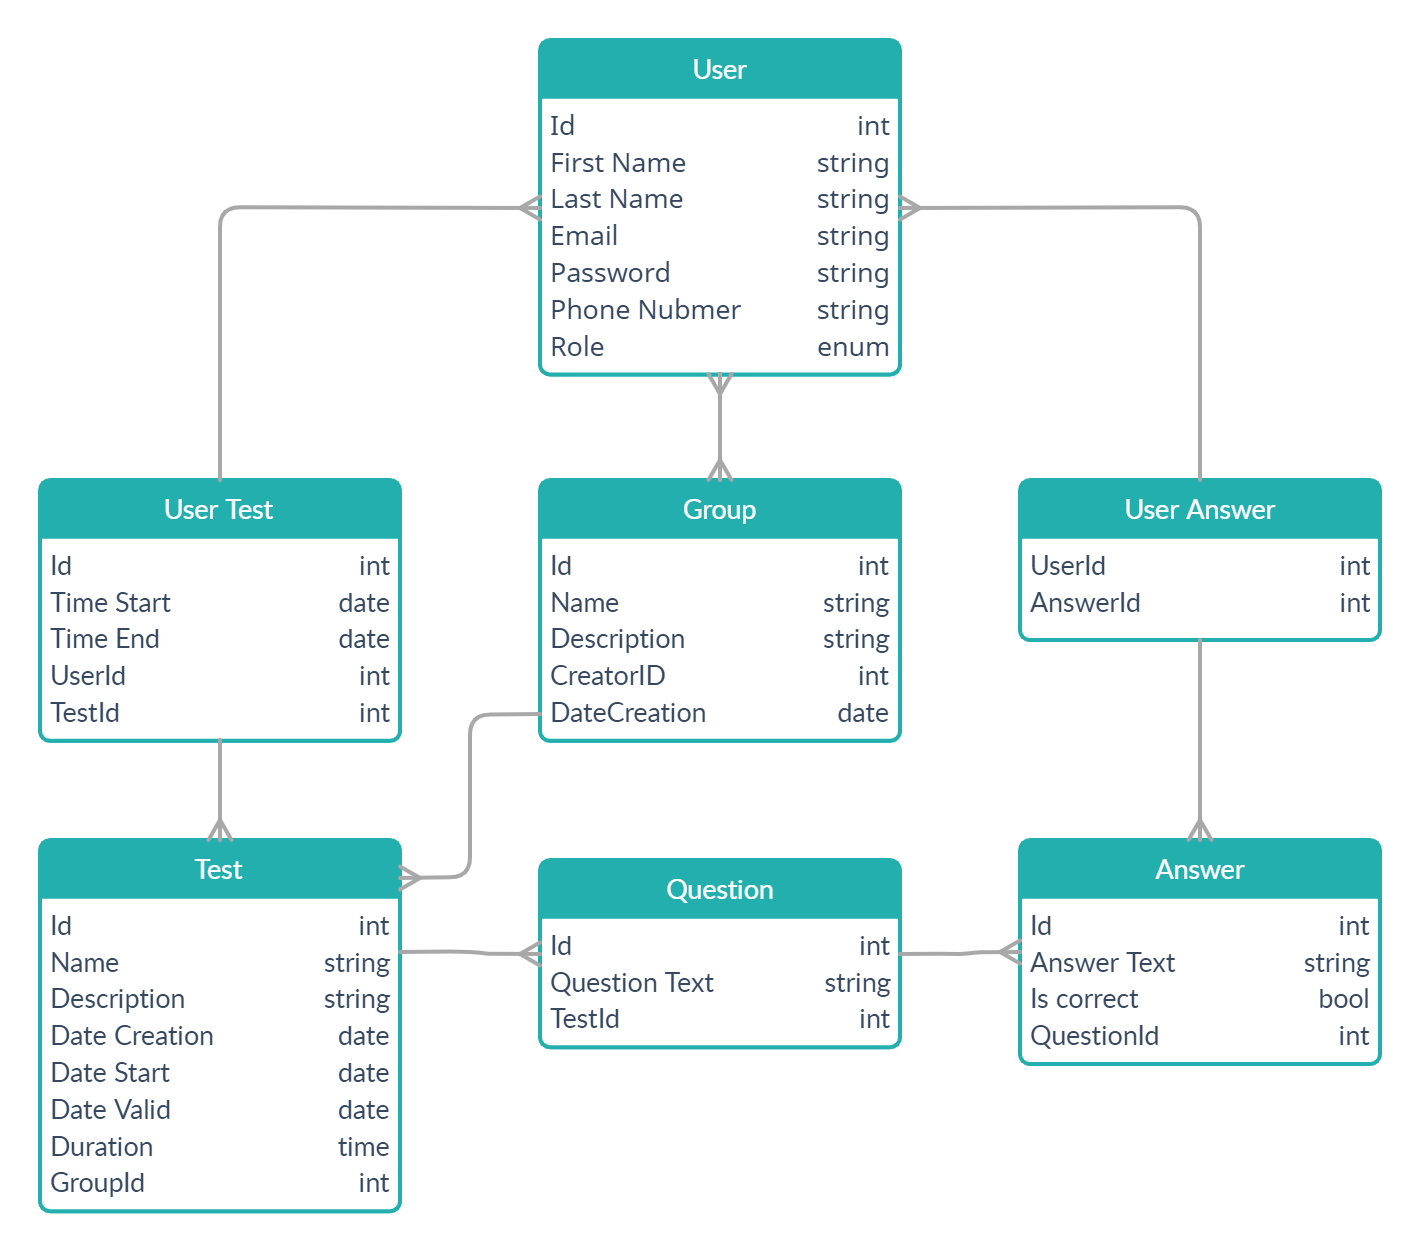 User
Id int
First Name string
Last Name string
Email string
Password string
Phone Nubmer string
Role enum
User Test
Id int
Time Start date
Time End date
UserId int
TestId int
Group
Id int
Name string
Description string
CreatorID int
DateCreation date
User Answer
UserId int
AnswerId int
Test
Id int
Name string
Description string
Date Creation date
Date Start date
Date Valid date
Duration time
GroupId int
Question
Id int
Question Text string
TestId int
Answer
Id int
Answer Text string
Is correct bool
QuestionId int